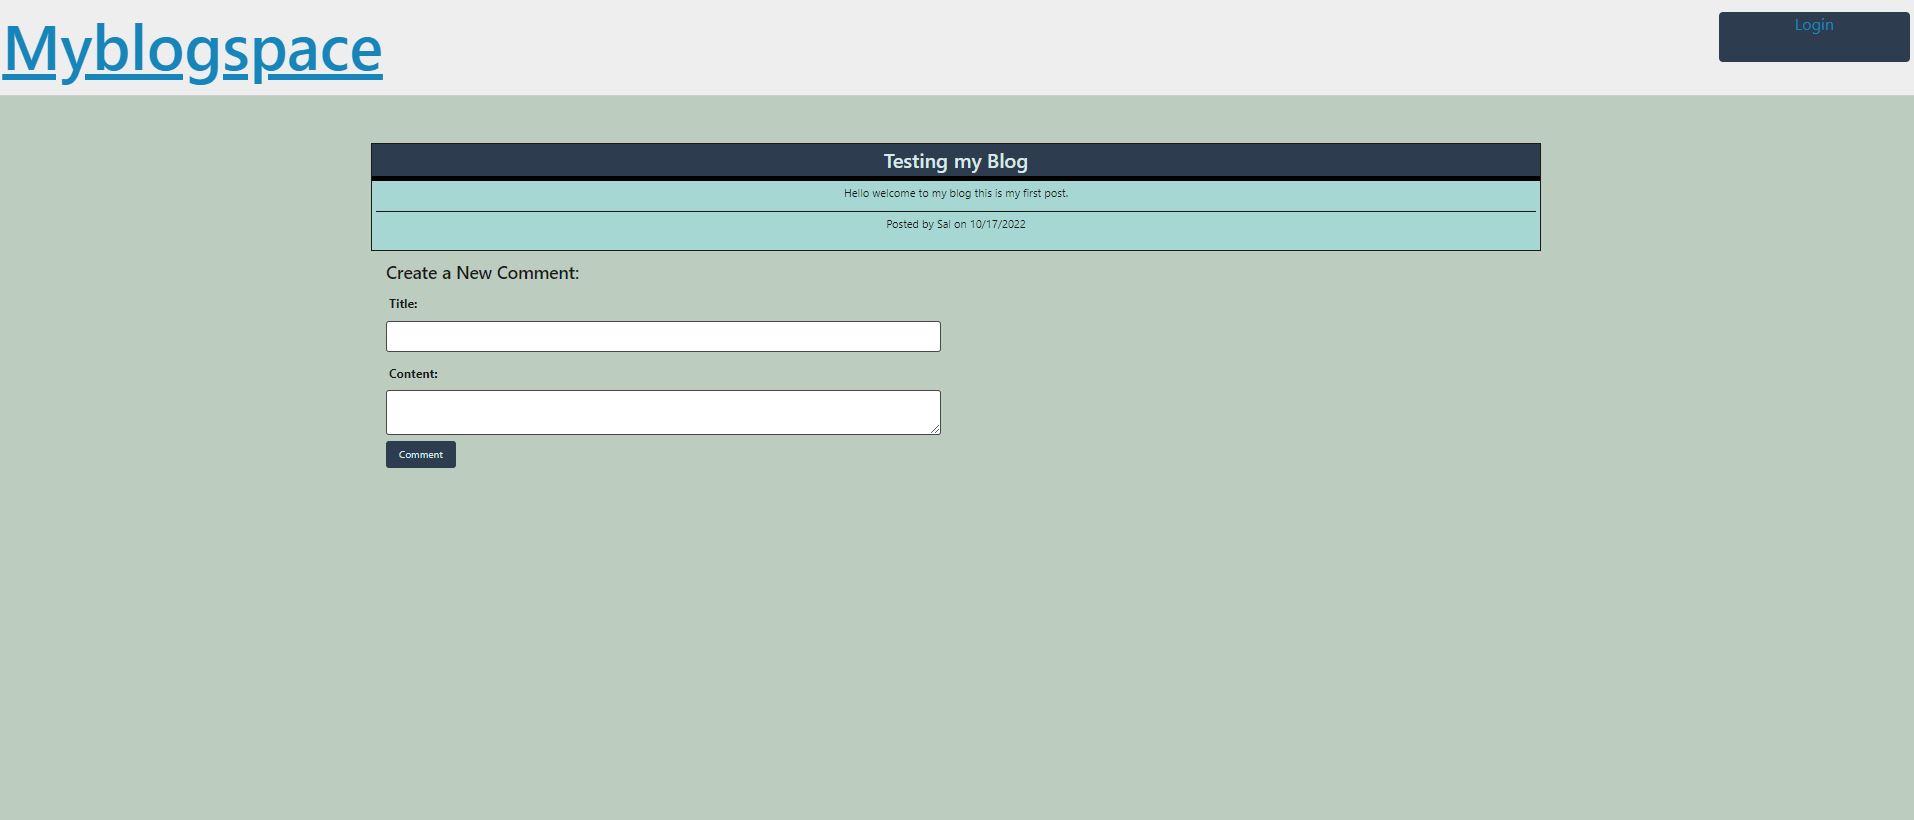 Myblogspace
Login
Testing my Blog
Hello welcome to my blog this is my first post.
Posted by Sal on 10/17/2022
Create a New Comment:
Title:
Content:
Comment